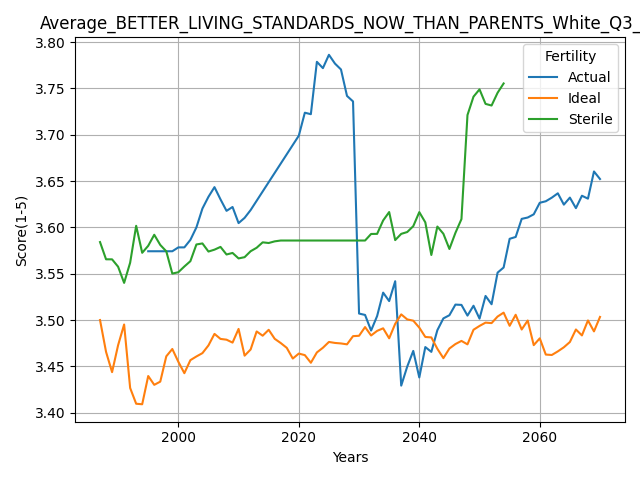 Average_BETTER_LIVING_STANDARDS_NOW_THAN_PARENTS_White_Q3_
Fertility
Actual
Ideal
Sterile
Score(1-5)
3.80
3.75
3.70
3.65
3.60
3.55
3.50
3.45
3.40
2000 2020 2040 2060
Years